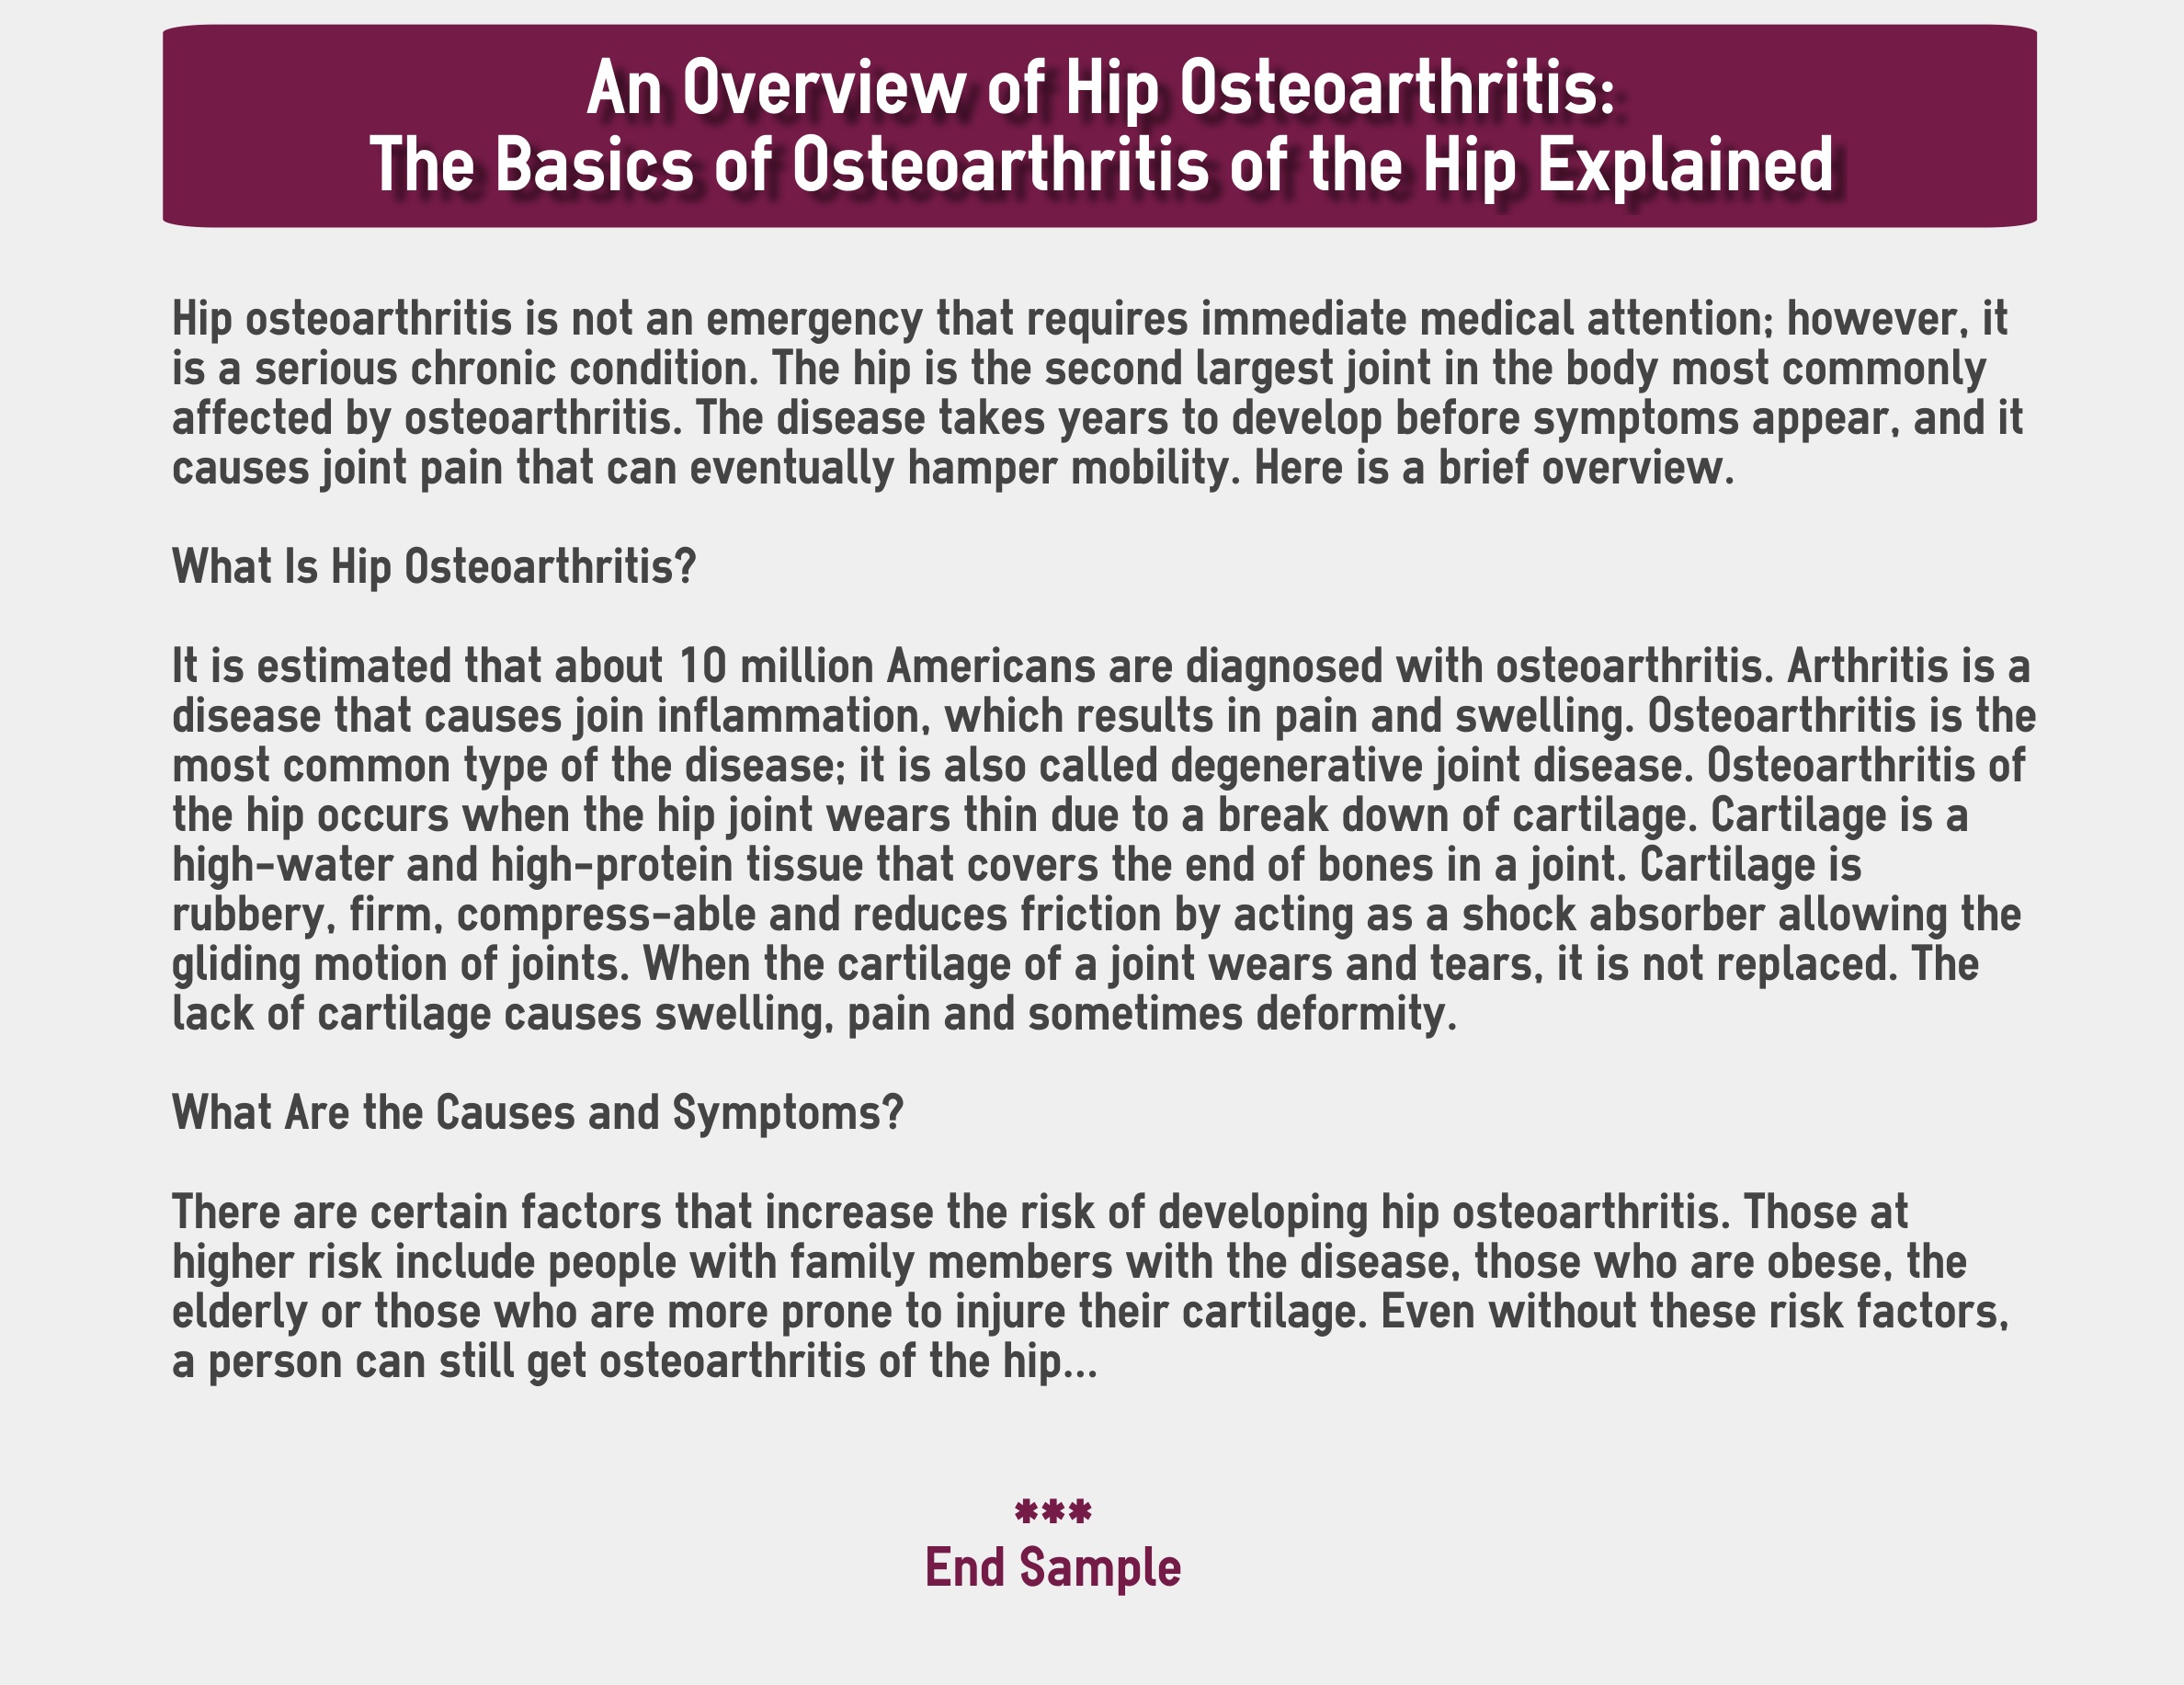 An Overview of Hip Osteoarthritis:
The Basics of Osteoarthritis of the Hip Explained
Hip osteoarthritis is not an emergency that requires immediate medical attention; however, it
is a serious chronic condition. The hip is the second largest joint in the body most commonly
affected by osteoarthritis. The disease takes years to develop before symptoms appear, and it
causes joint pain that can eventually hamper mobility. Here is a brief overview.
What Is Hip Osteoarthritis?
It is estimated that about 10 million Americans are diagnosed with osteoarthritis. Arthritis is a
disease that causes join inflammation, which results in pain and swelling. Osteoarthritis is the
most common type of the disease; it is also called degenerative joint disease. Osteoarthritis of
the hip occurs when the hip joint wears thin due to a break down of cartilage. Cartilage is a
high-water and high-protein tissue that covers the end of bones in a joint. Cartilage is
rubbery, firm, compress-able and reduces friction by acting as a shock absorber allowing the
gliding motion of joints. When the cartilage of a joint wears and tears, it is not replaced. The
lack of cartilage causes swelling, pain and sometimes deformity.
What Are the Causes and Symptoms?
There are certain factors that increase the risk of developing hip osteoarthritis. Those at
higher risk include people with family members with the disease, those who are obese, the
elderly or those who are more prone to injure their cartilage. Even without these risk factors,
a person can still get osteoarthritis of the hip...
***
End Sample